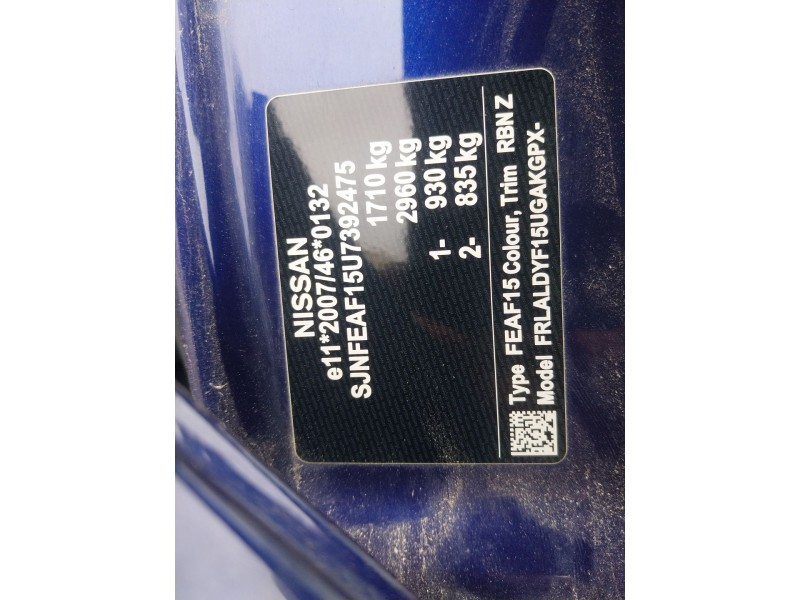 NISSAN
e11*2007/46*0132
SJNFEAF15U7392475
1710 kg
2960 kg
1- 930 kg
2- 835 kg
Type FEAF15 Colour, Trim RBN Z
Model FRLALDYF15UGAKGPX-